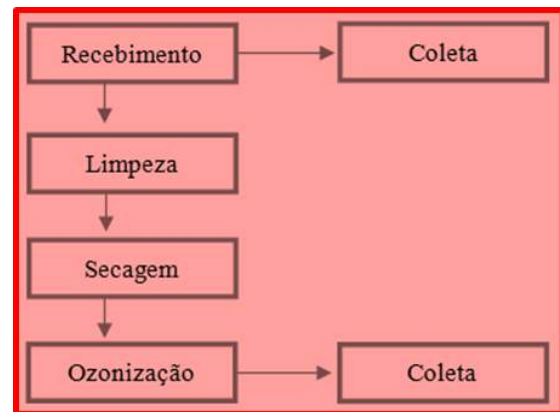 Recebimento
Coleta
Limpeza
Secagem
Ozonização
Coleta